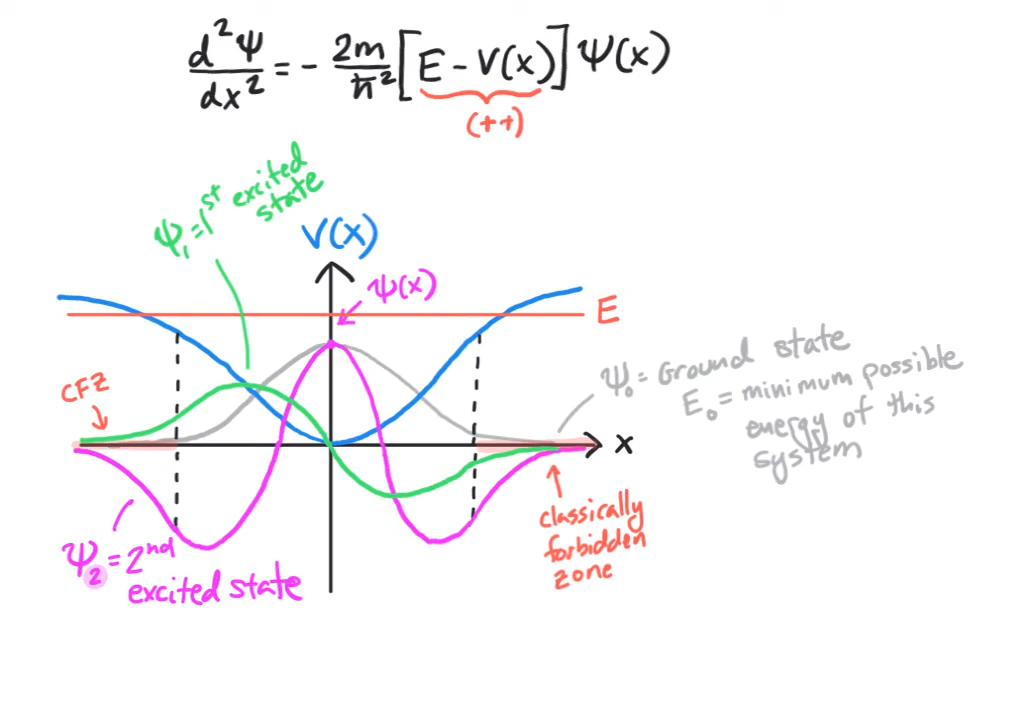 d²Ψ/dx² = - 2m/ħ² [E - V(x)] Ψ(x)
(++)
Ψ₁ = 1st excited
state
V(x)
Ψ(x)
E
CFZ
Ψ₀ = Ground state
E₀ = minimum possible
energy of this
system
x
classically
forbidden
zone
Ψ₂ = 2nd
excited state